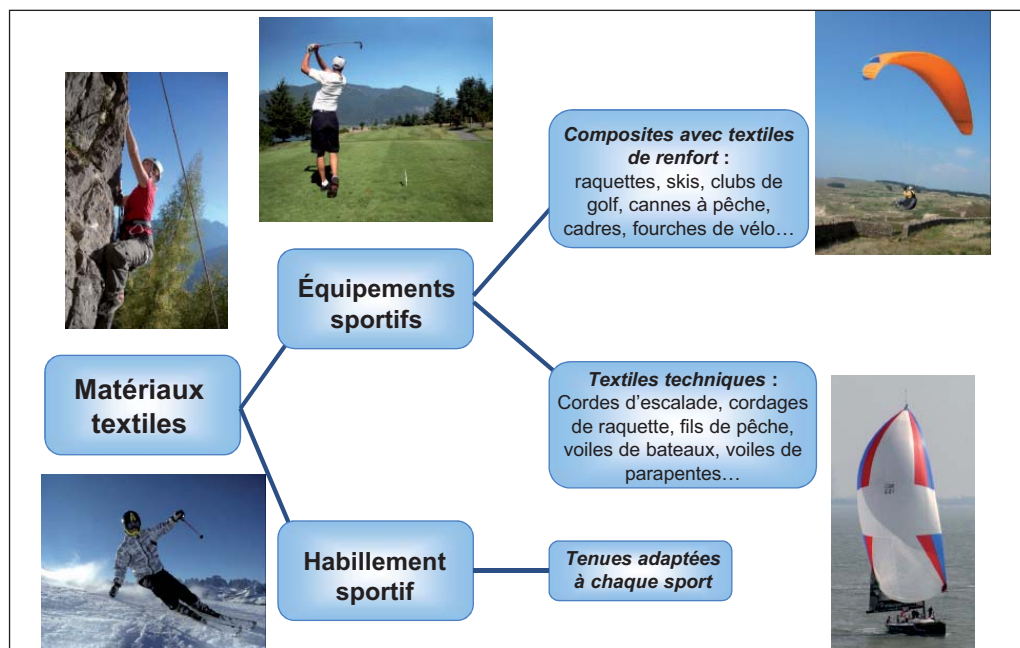 Composites avec textiles
de renfort :
raquettes, skis, clubs de
golf, cannes à pêche,
cadres, fourches de vélo…
Équipements
sportifs
Matériaux
textiles
Textiles techniques :
Cordes d’escalade, cordages
de raquette, fils de pêche,
voiles de bateaux, voiles de
parapentes…
Habillement
sportif
Tenues adaptées
à chaque sport